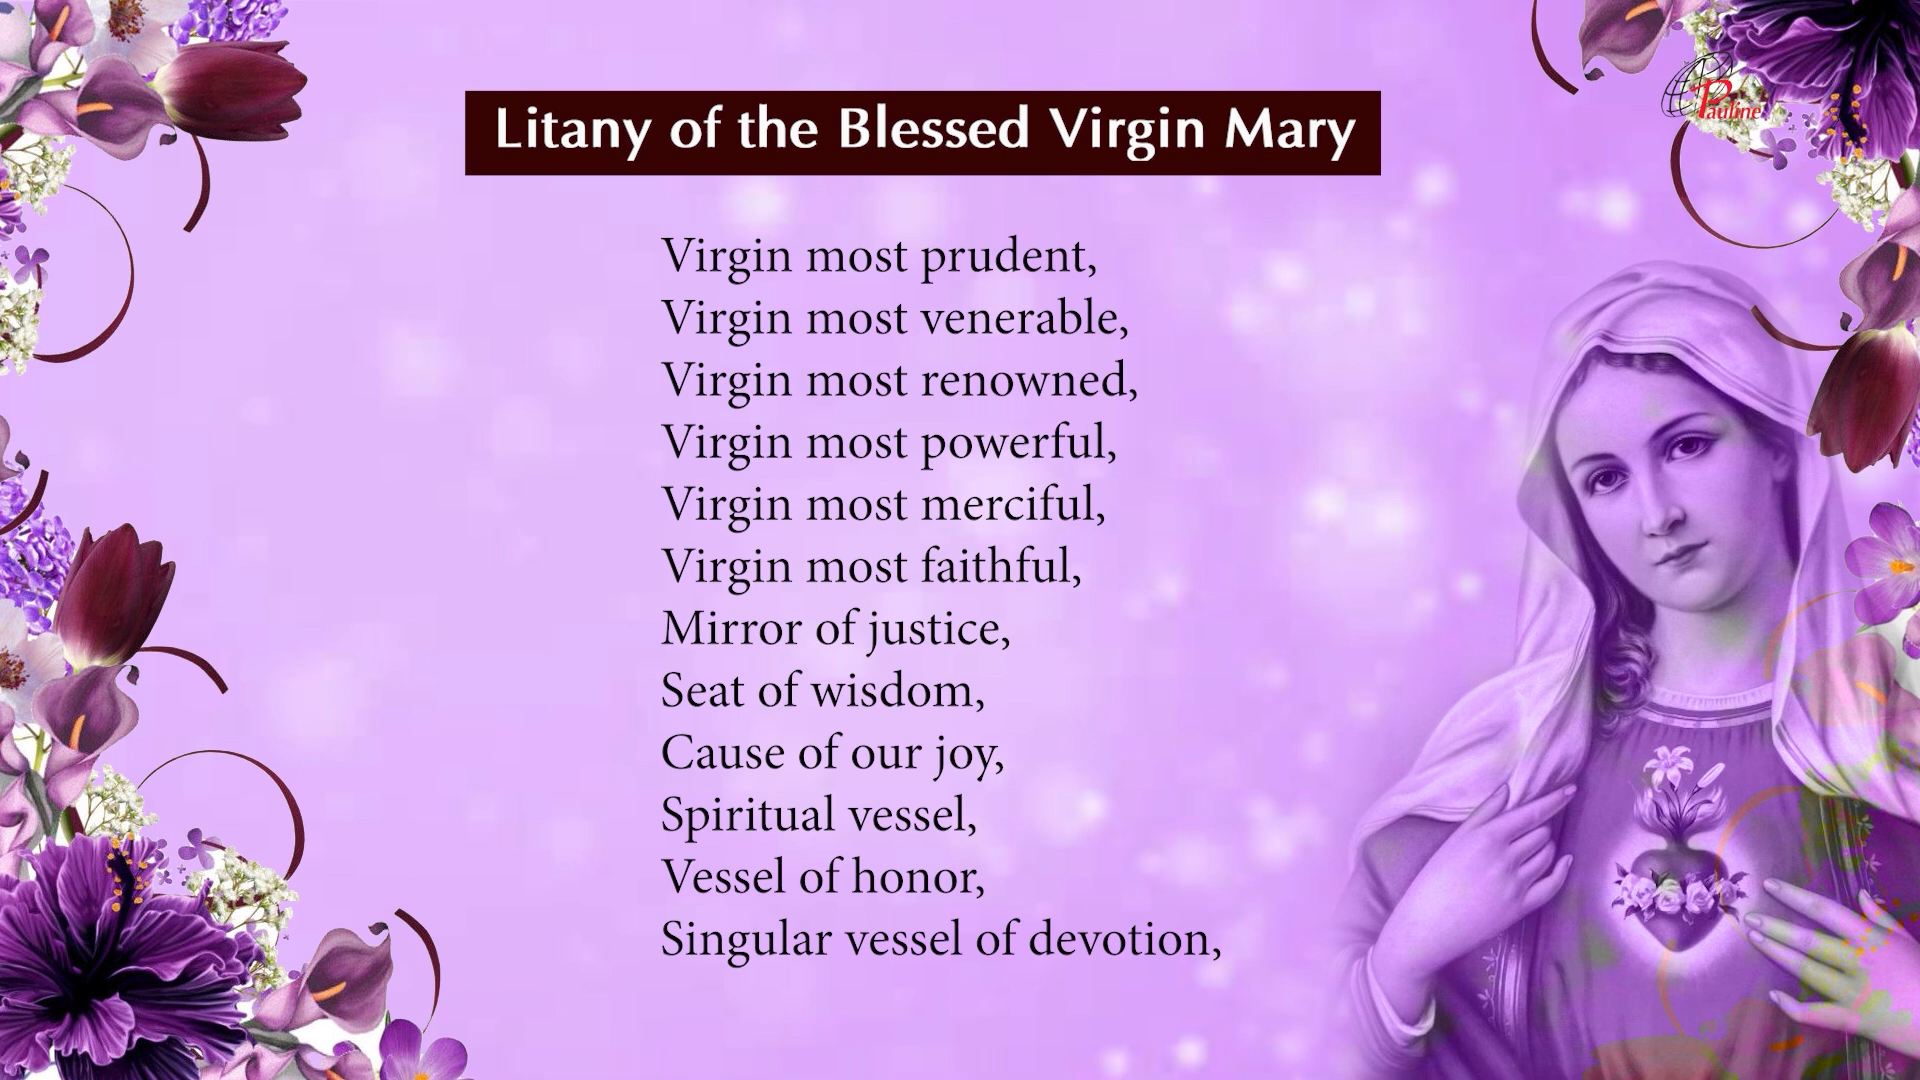 Litany of the Blessed Virgin Mary
Pauline
Virgin most prudent,
Virgin most venerable,
Virgin most renowned,
Virgin most powerful,
Virgin most merciful,
Virgin most faithful,
Mirror of justice,
Seat of wisdom,
Cause of our joy,
Spiritual vessel,
Vessel of honor,
Singular vessel of devotion,